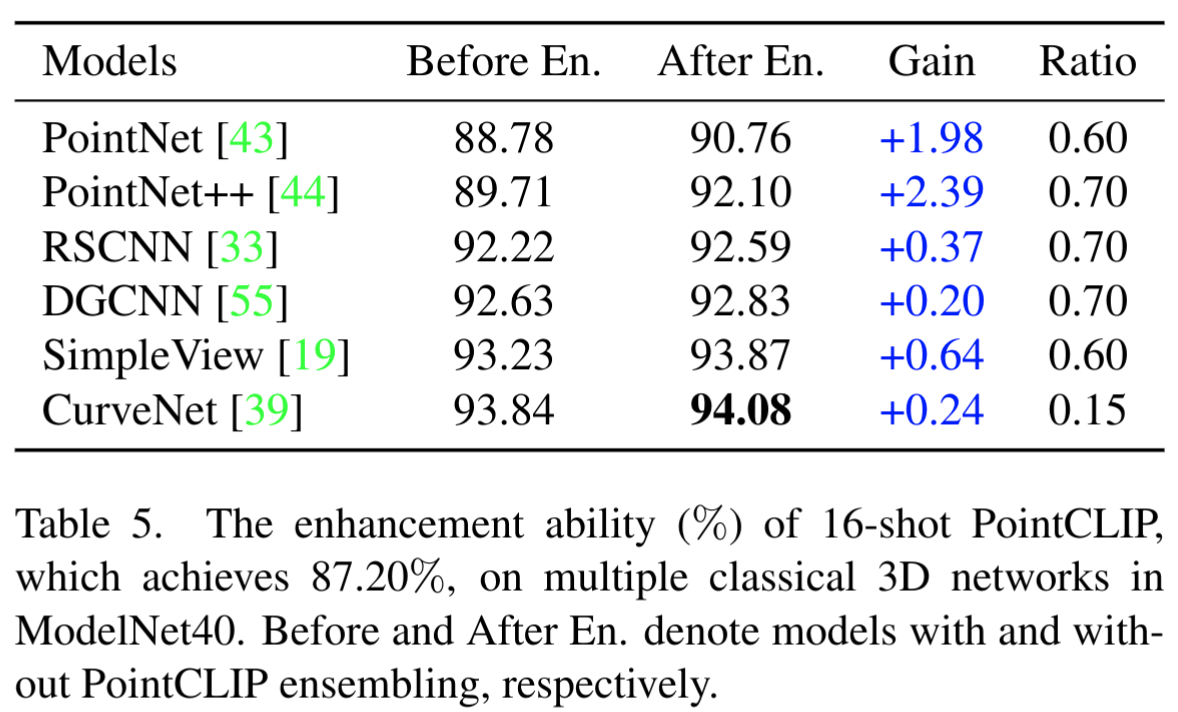 Models Before En. After En. Gain Ratio
PointNet [43] 88.78 90.76 +1.98 0.60
PointNet++ [44] 89.71 92.10 +2.39 0.70
RSCNN [33] 92.22 92.59 +0.37 0.70
DGCNN [55] 92.63 92.83 +0.20 0.70
SimpleView [19] 93.23 93.87 +0.64 0.60
CurveNet [39] 93.84 94.08 +0.24 0.15
Table 5. The enhancement ability (%) of 16-shot PointCLIP,
which achieves 87.20%, on multiple classical 3D networks in
ModelNet40. Before and After En. denote models with and with-
out PointCLIP ensembling, respectively.